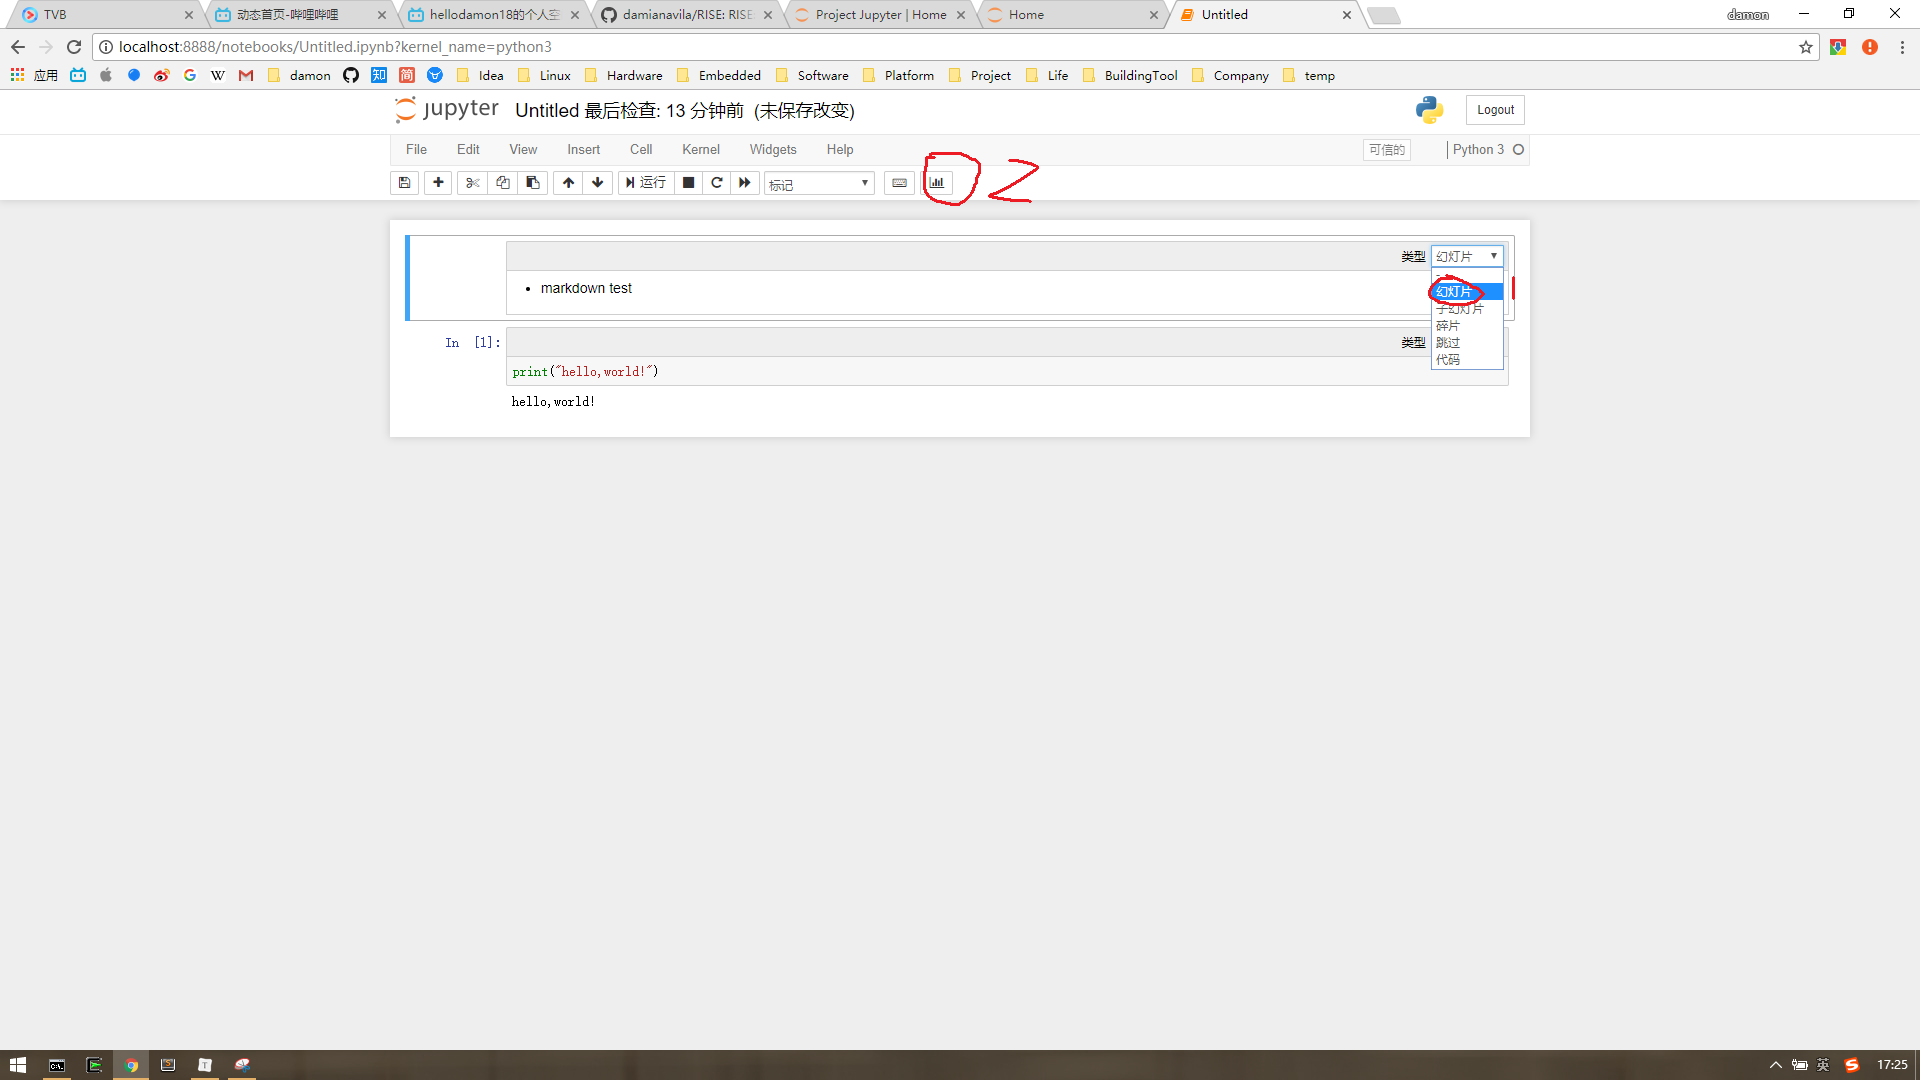 TVB
动态首页-哔哩哔哩
hellodamon18的个人空
damianavila/RISE: RISE
Project Jupyter | Home
Home
Untitled
damon
localhost:8888/notebooks/Untitled.ipynb?kernel_name=python3
应用
W
知
简
damon
Idea
Linux
Hardware
Embedded
Software
Platform
Project
Life
BuildingTool
Company
temp
jupyter Untitled 最后检查: 13 分钟前 (未保存改变)
Logout
File Edit View Insert Cell Kernel Widgets Help
可信的
Python 3
运行
标记
2
类型 幻灯片
-
幻灯片
子幻灯片
碎片
跳过
代码
markdown test
In [1]:
类型
print("hello,world!")
hello,world!
英
17:25